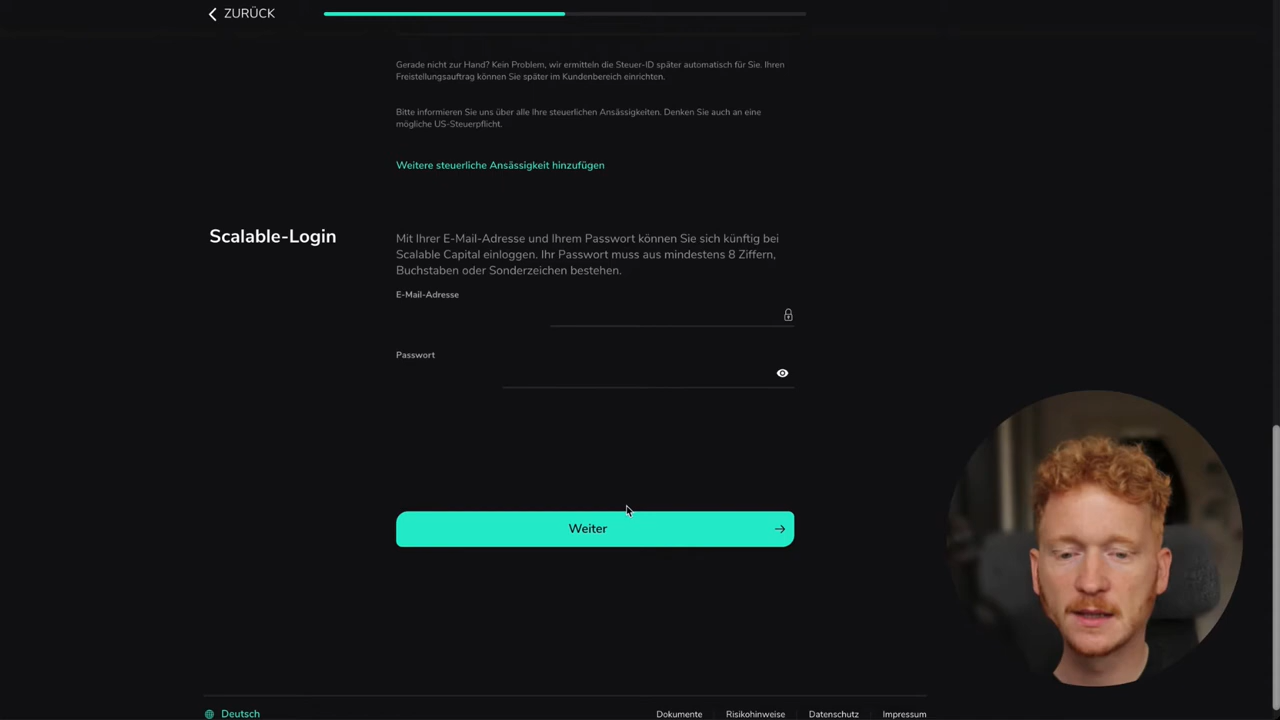 ZURÜCK
Gerade nicht zur Hand? Kein Problem, wir ermitteln die Steuer-ID später automatisch für Sie. Ihren
Freistellungsauftrag können Sie später im Kundenbereich einrichten.
Bitte informieren Sie uns über alle Ihre steuerlichen Ansässigkeiten. Denken Sie auch an eine
mögliche US-Steuerpflicht.
Weitere steuerliche Ansässigkeit hinzufügen
Scalable-Login
Mit Ihrer E-Mail-Adresse und Ihrem Passwort können Sie sich künftig bei
Scalable Capital einloggen. Ihr Passwort muss aus mindestens 8 Ziffern,
Buchstaben oder Sonderzeichen bestehen.
E-Mail-Adresse
Passwort
Weiter
Deutsch
Dokumente
Risikohinweise
Datenschutz
Impressum